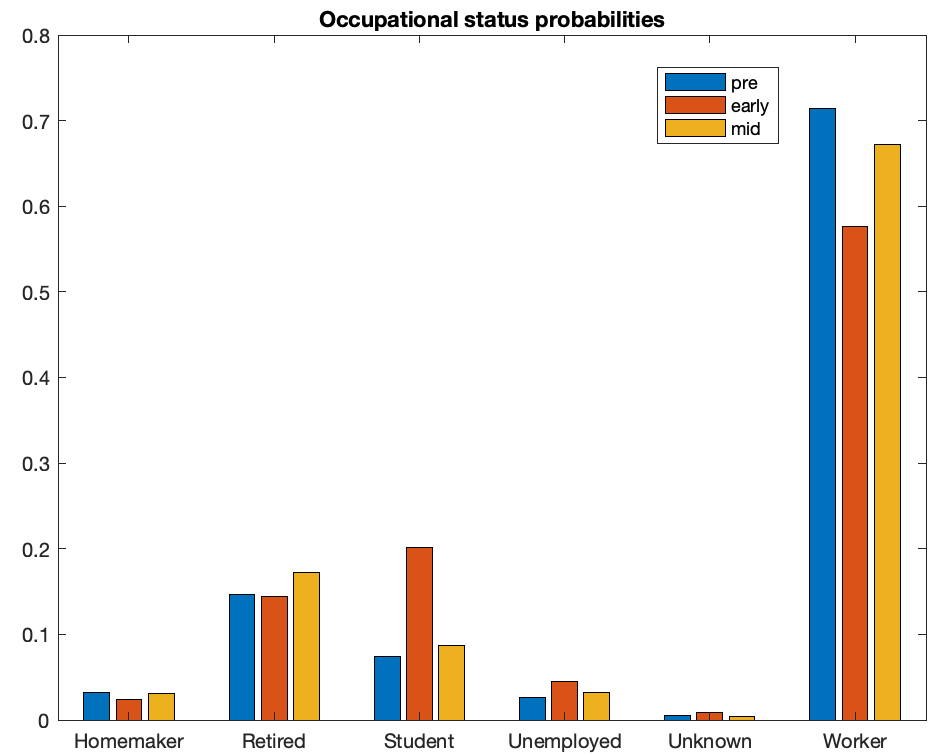 Occupational status probabilities
0.8
0.7
0.6
0.5
0.4
0.3
0.2
0.1
0
pre
early
mid
Homemaker Retired Student Unemployed Unknown Worker